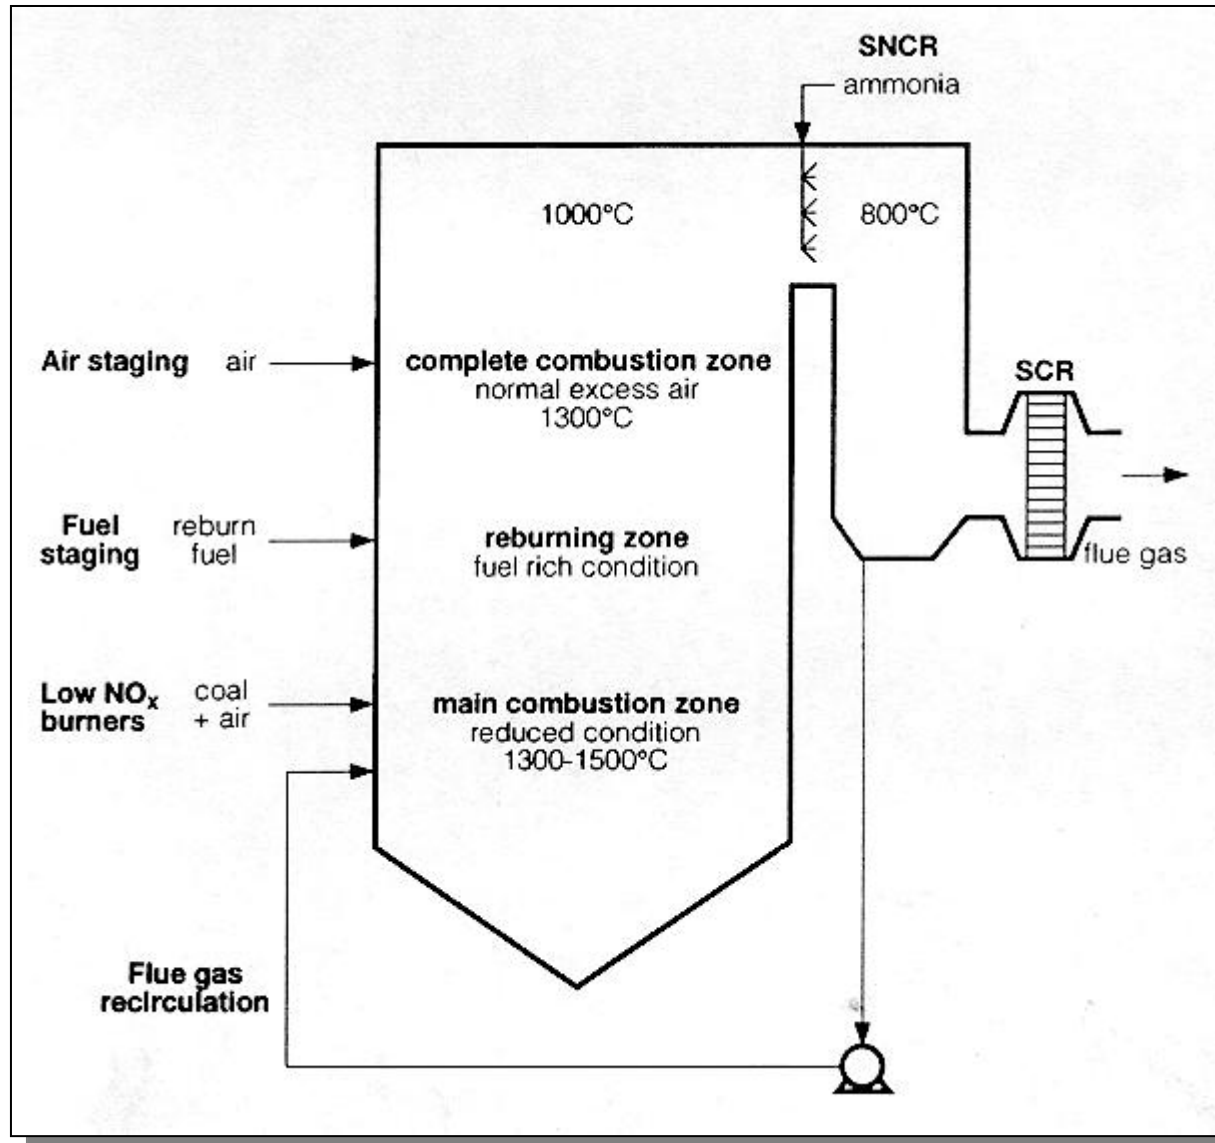 SNCR
ammonia
1000°C
800°C
Air staging air
complete combustion zone
normal excess air
1300°C
SCR
Fuel
staging
reburn
fuel
reburning zone
fuel rich condition
flue gas
Low NOx
burners
coal
+ air
main combustion zone
reduced condition
1300-1500°C
Flue gas
recirculation